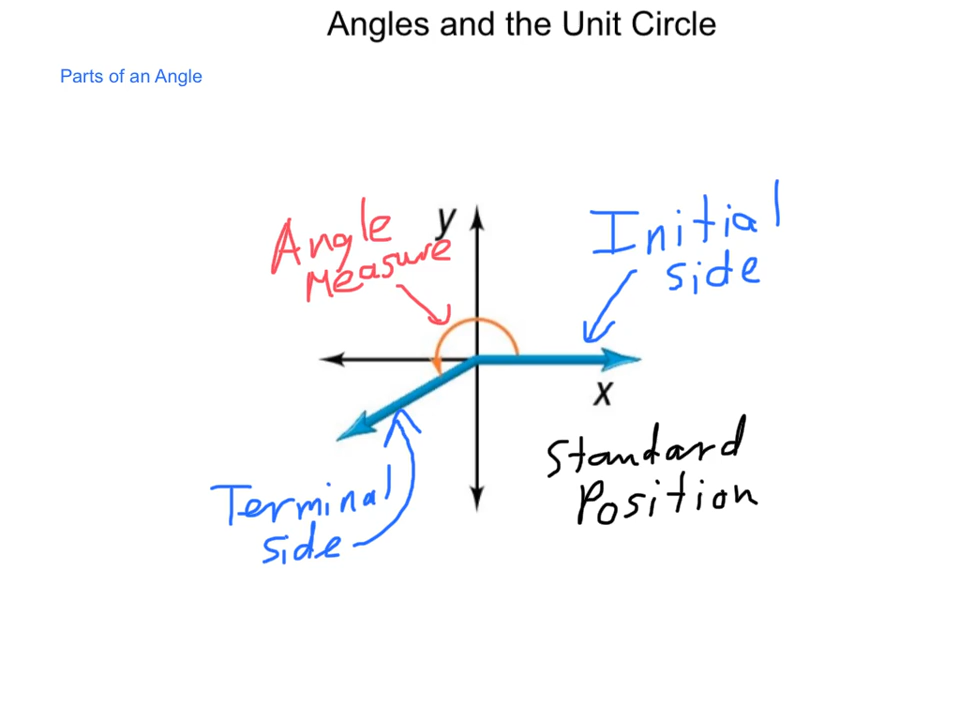 Angles and the Unit Circle
Parts of an Angle
Angle
Measure
y
Initial
side
x
Standard
Position
Terminal
side